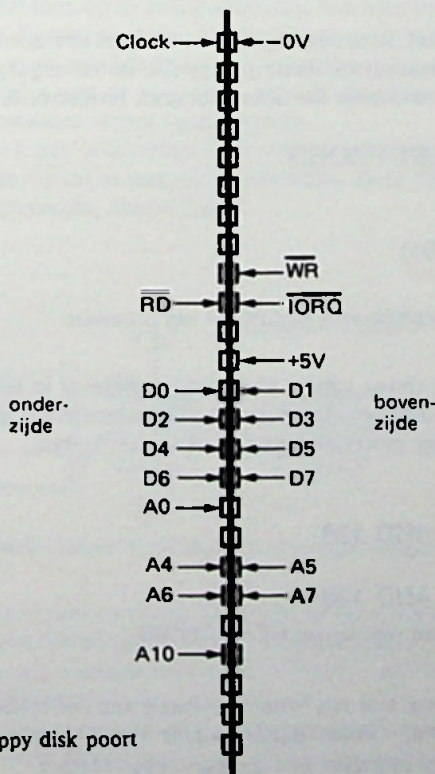 Clock 0V
WR
RD IORQ
+5V
D0 D1
onder- D2 D3 boven-
zijde zijde
D4 D5
D6 D7
A0
A4 A5
A6 A7
A10
ppy disk poort